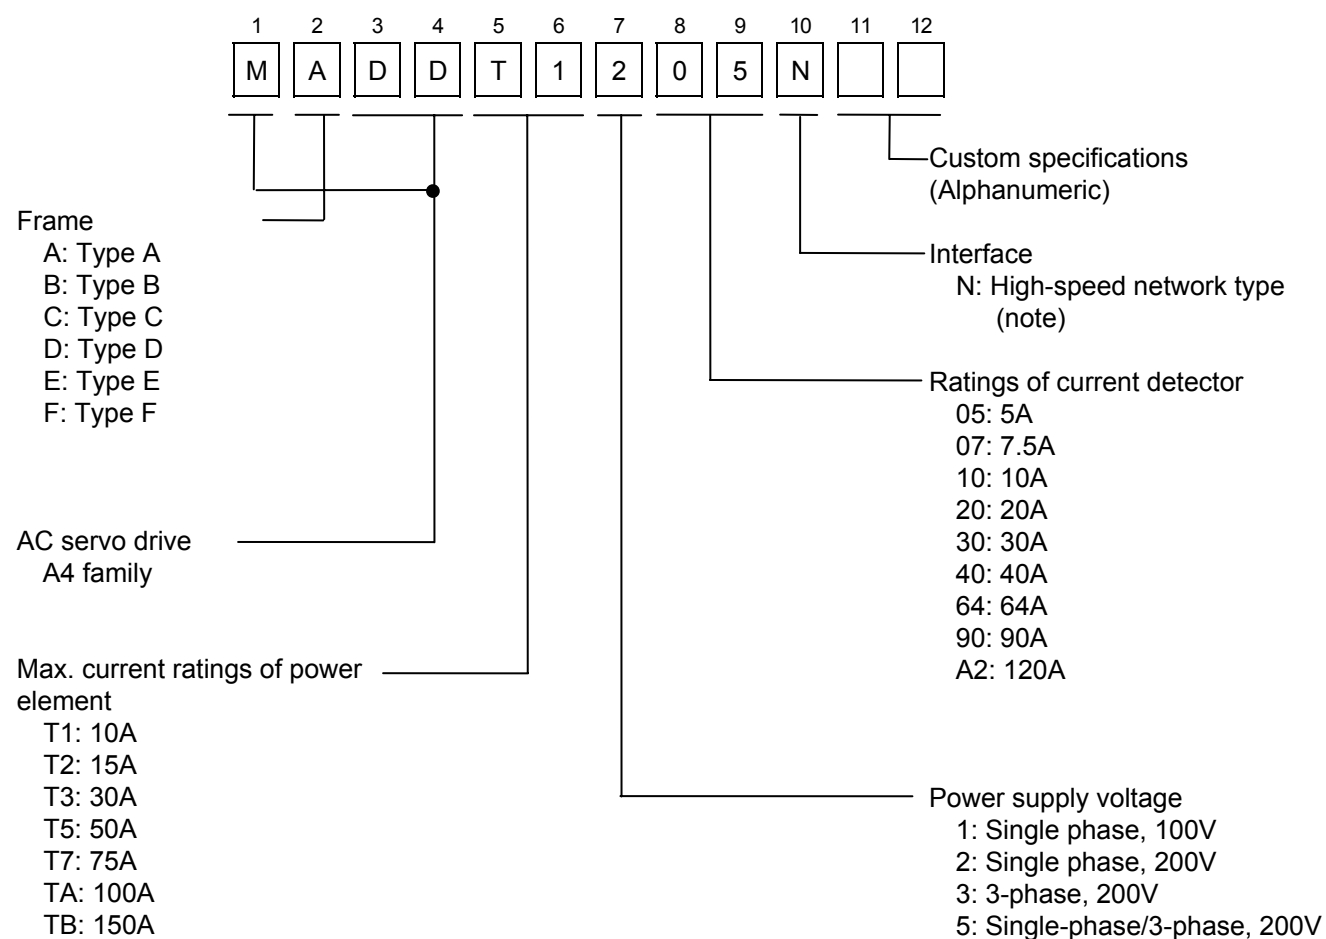 1 2 3 4 5 6 7 8 9 10 11 12
M A D D T 1 2 0 5 N
Custom specifications
(Alphanumeric)
Frame
A: Type A
B: Type B
C: Type C
D: Type D
E: Type E
F: Type F
Interface
N: High-speed network type
(note)
Ratings of current detector
05: 5A
07: 7.5A
10: 10A
20: 20A
30: 30A
40: 40A
64: 64A
90: 90A
A2: 120A
AC servo drive
A4 family
Max. current ratings of power
element
T1: 10A
T2: 15A
T3: 30A
T5: 50A
T7: 75A
TA: 100A
TB: 150A
Power supply voltage
1: Single phase, 100V
2: Single phase, 200V
3: 3-phase, 200V
5: Single-phase/3-phase, 200V